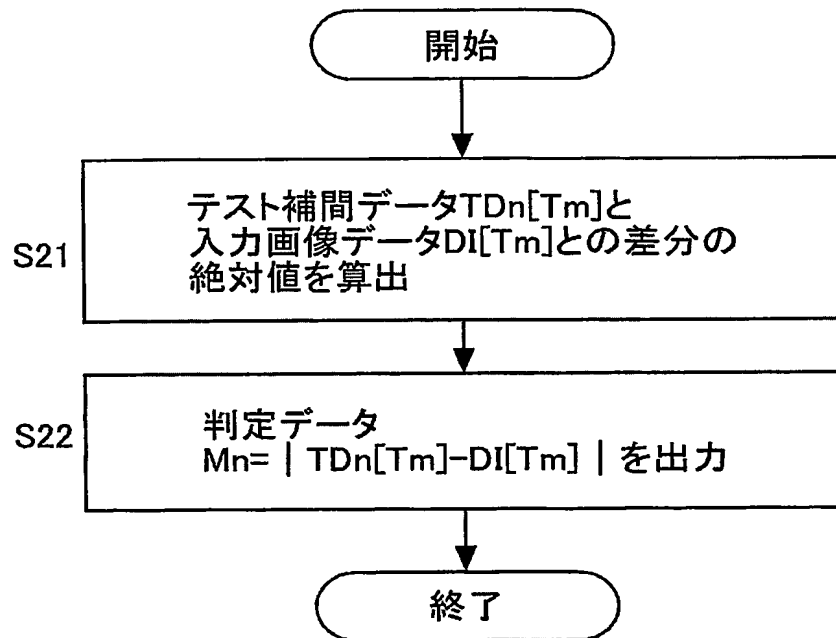 開始
S21
テスト補間データTDn[Tm]と
入力画像データDI[Tm]との差分の
絶対値を算出
S22
判定データ
Mn=｜TDn[Tm]-DI[Tm]｜を出力
終了